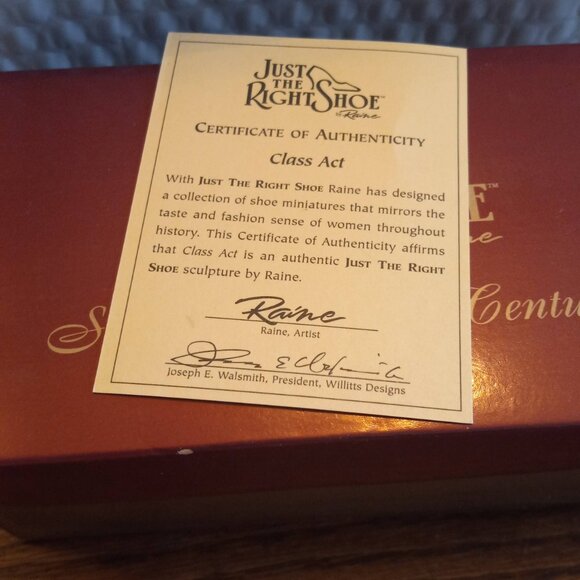 JUST
THE
RIGHT SHOE™
by Raine
CERTIFICATE OF AUTHENTICITY
Class Act
With JUST THE RIGHT SHOE Raine has designed
a collection of shoe miniatures that mirrors the
taste and fashion sense of women throughout
history. This Certificate of Authenticity affirms
that Class Act is an authentic JUST THE RIGHT
SHOE sculpture by Raine.
Raine
Raine, Artist
Joseph E. Walsmith, President, Willitts Designs